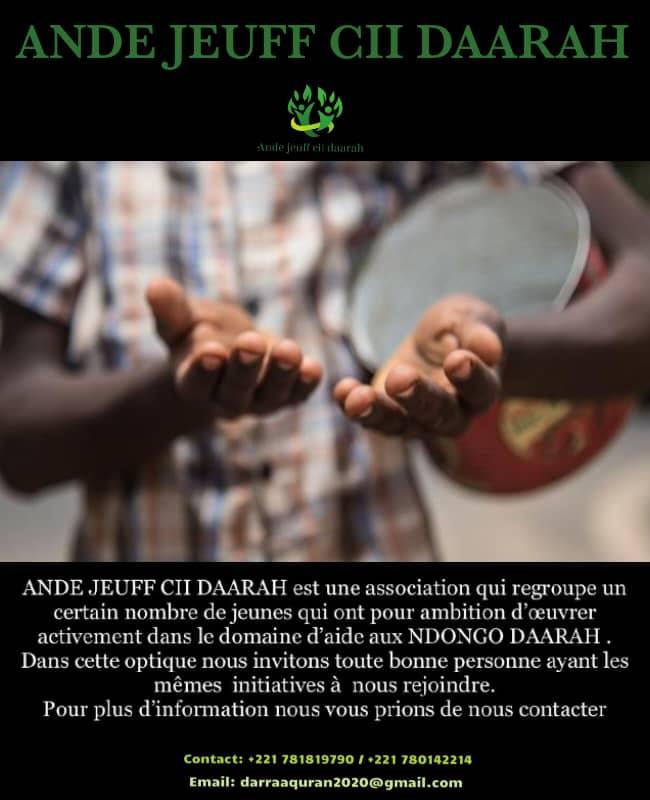 ANDE JEUFF CII DAARAH
Ande jeuff cii daarah
ANDE JEUFF CII DAARAH est une association qui regroupe un
certain nombre de jeunes qui ont pour ambition d'œuvrer
activement dans le domaine d'aide aux NDONGO DAARAH .
Dans cette optique nous invitons toute bonne personne ayant les
mêmes initiatives à nous rejoindre.
Pour plus d'information nous vous prions de nous contacter
Contact: +221 781819790 / +221 780142214
Email: darraaquran2020@gmail.com